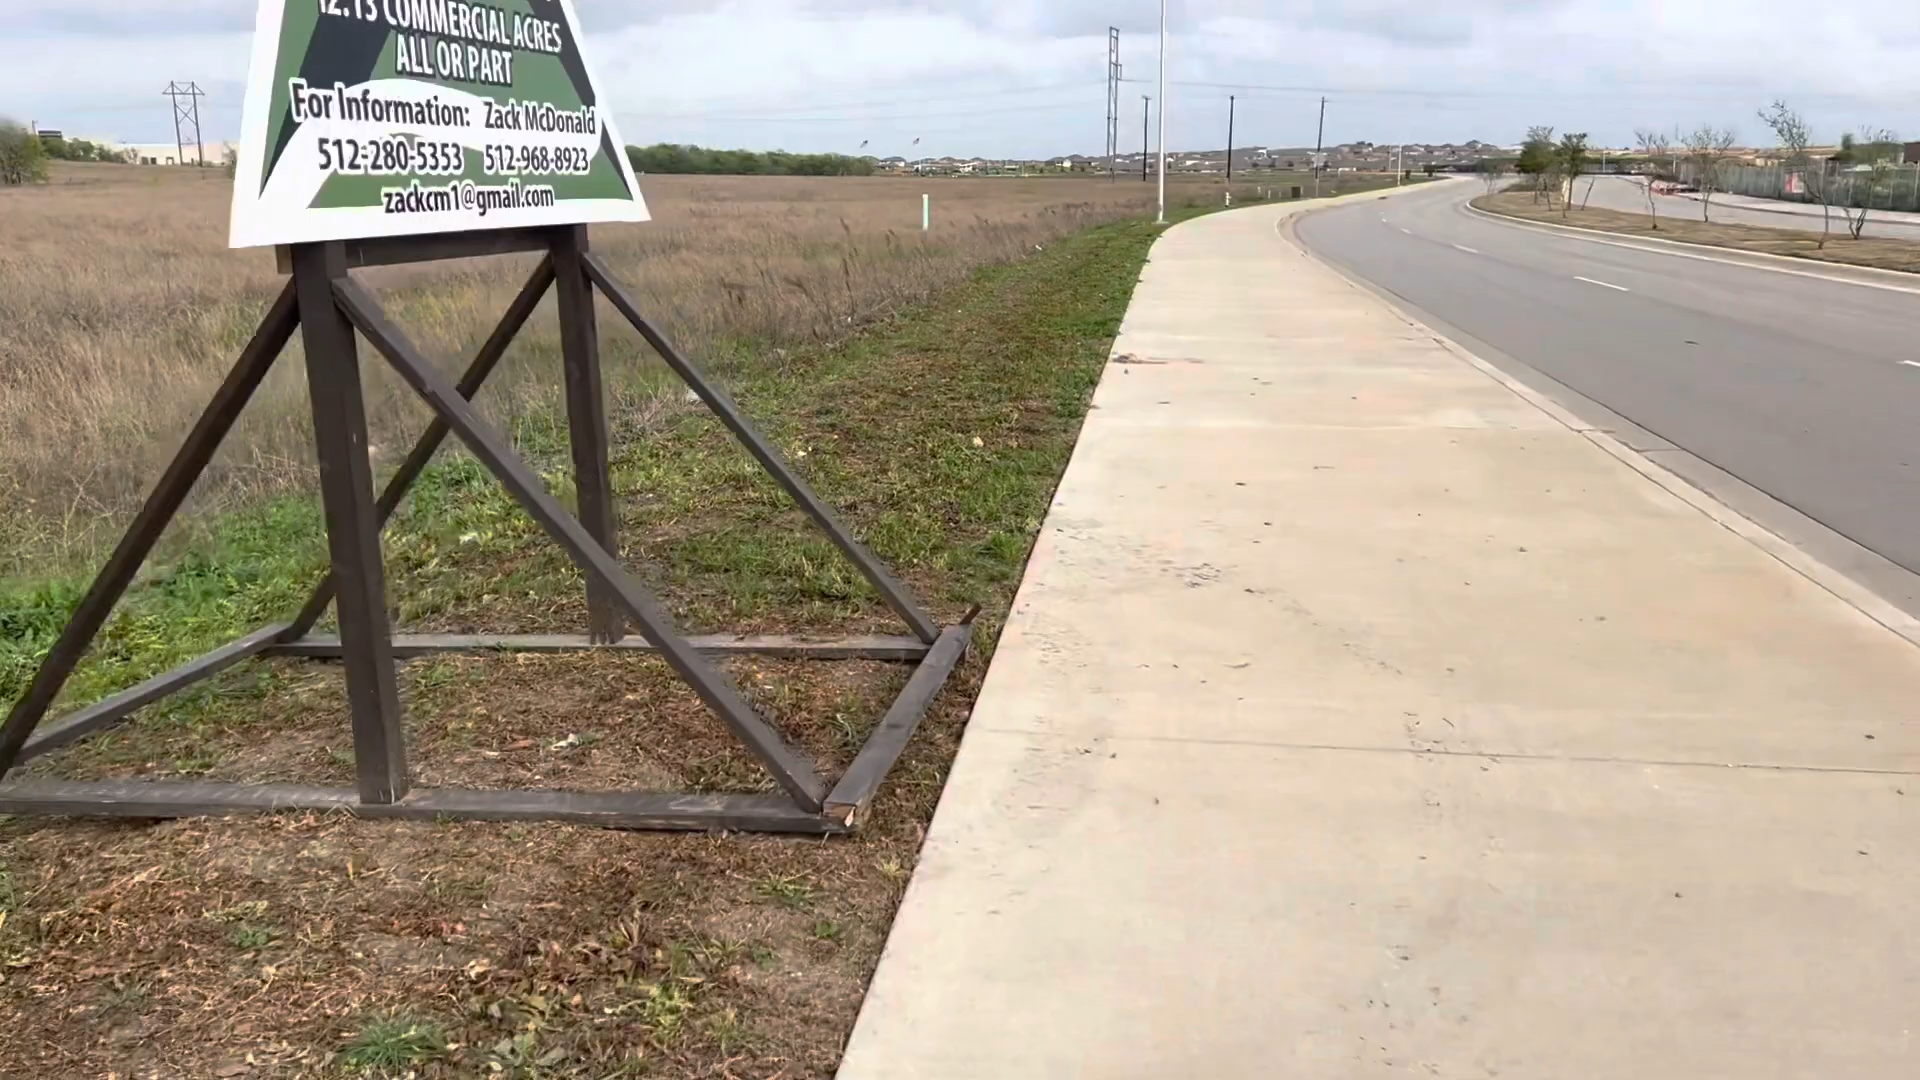 12.13 COMMERCIAL ACRES
ALL OR PART
For Information: Zack McDonald
512-280-5353 512-968-8923
zackcm1@gmail.com